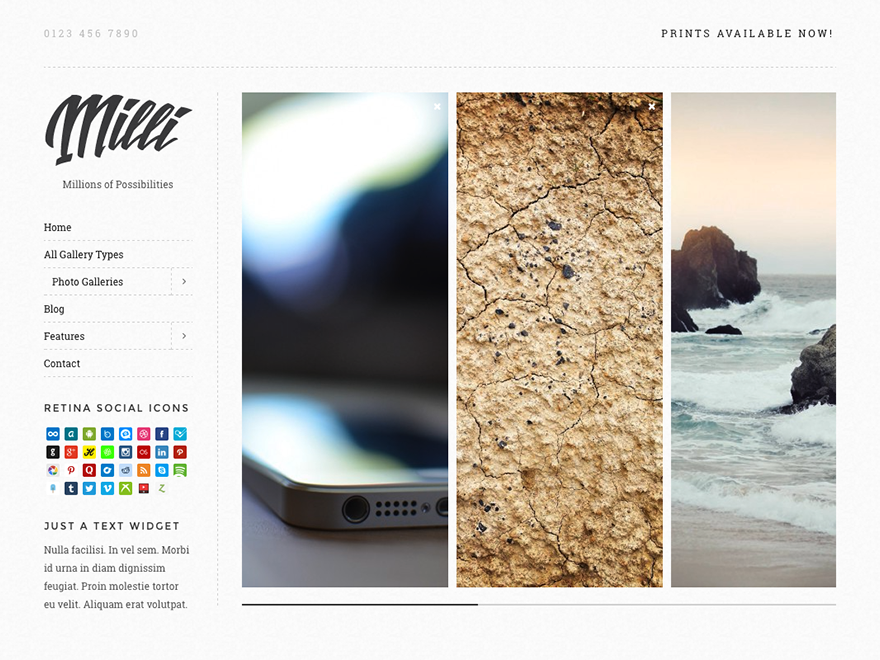 0123 456 7890
PRINTS AVAILABLE NOW!
Milli
Millions of Possibilities
Home
All Gallery Types
Photo Galleries
Blog
Features
Contact
RETINA SOCIAL ICONS
JUST A TEXT WIDGET
Nulla facilisi. In vel sem. Morbi
id urna in diam dignissim
feugiat. Proin molestie tortor
eu velit. Aliquam erat volutpat.